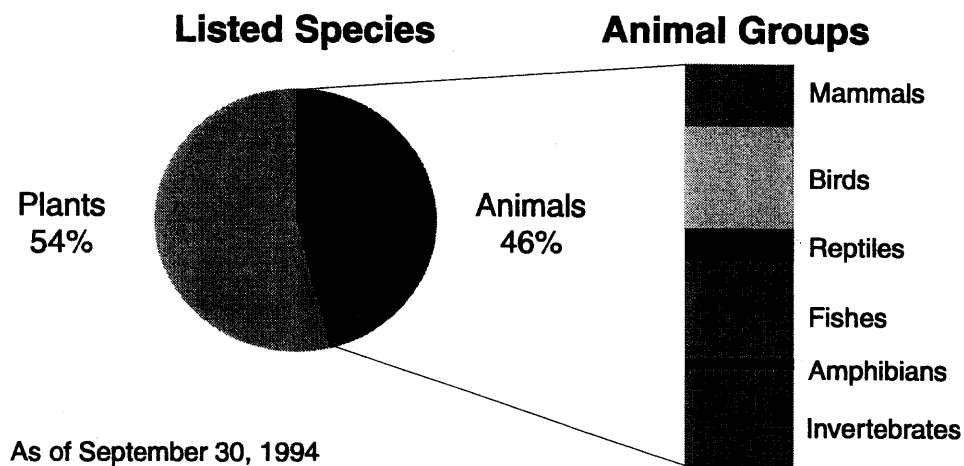 Listed Species
Animal Groups
Plants
54%
Animals
46%
Mammals
Birds
Reptiles
Fishes
Amphibians
Invertebrates
As of September 30, 1994